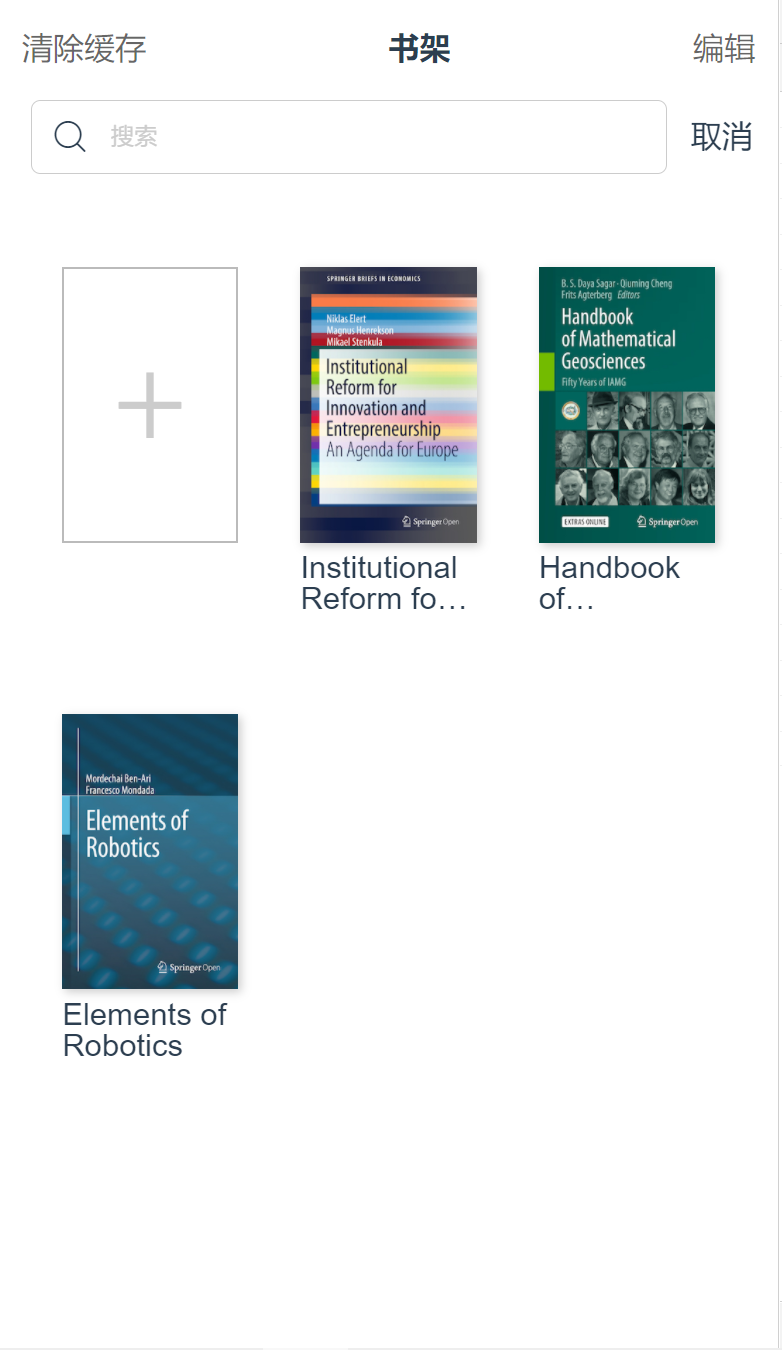 清除缓存
书架
编辑
搜索
取消
SPRINGER BRIEFS IN ECONOMICS
Niklas Elert
Magnus Henrekson
Mikael Stenkula
Institutional
Reform for
Innovation and
Entrepreneurship
An Agenda for Europe
Springer Open
Institutional
Reform fo…
B. S. Daya Sagar · Qiuming Cheng
Frits Agterberg Editors
Handbook
of Mathematical
Geosciences
Fifty Years of IAMG
EXTRAS ONLINE
Springer Open
Handbook
of…
Mordechai Ben-Ari
Francesco Mondada
Elements of
Robotics
Springer Open
Elements of
Robotics